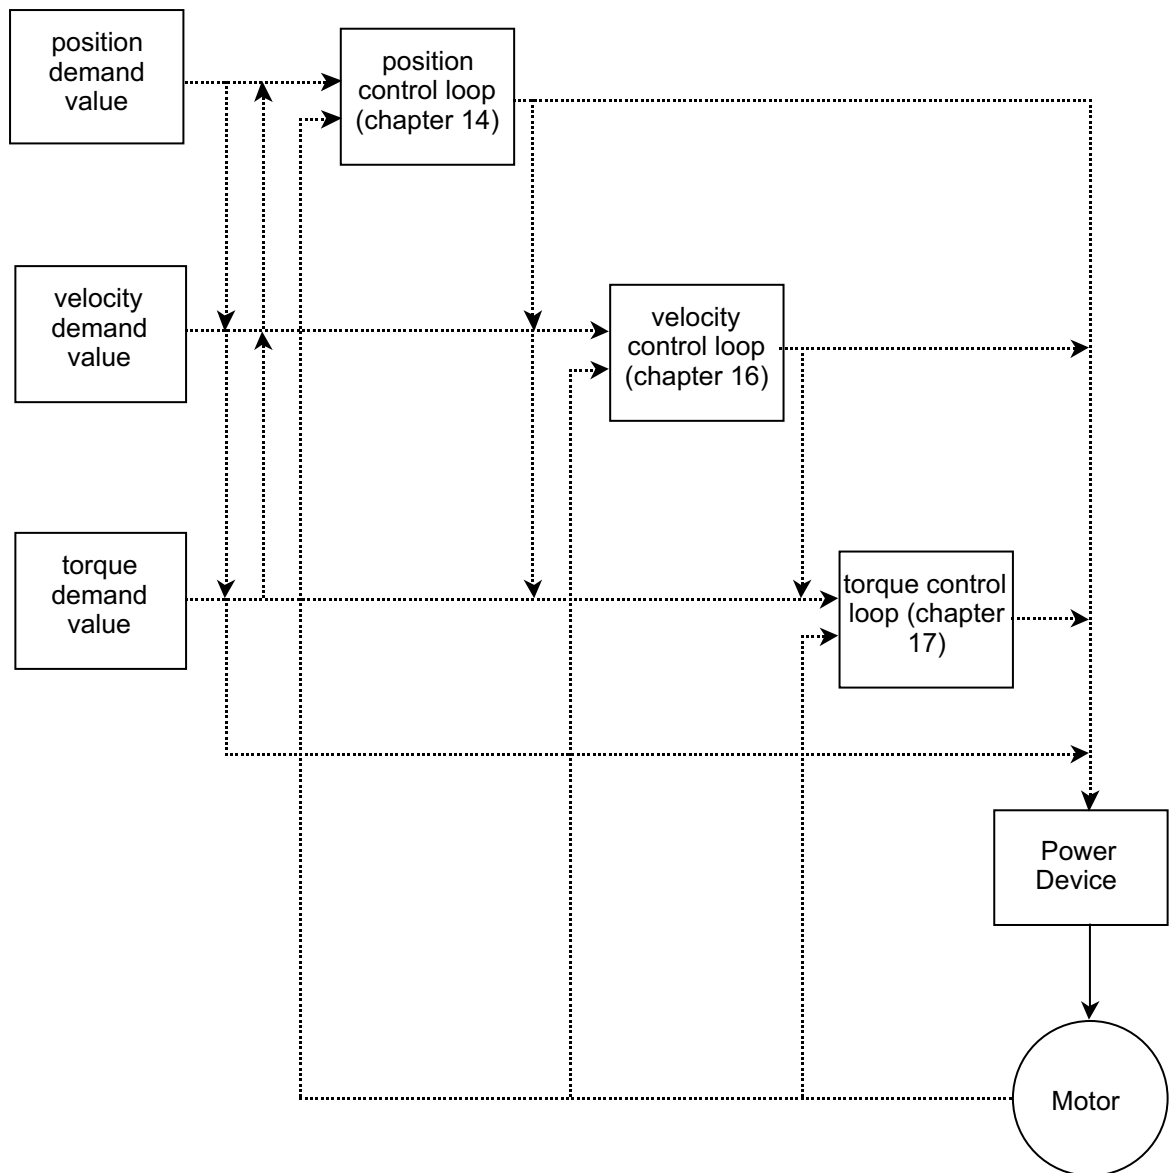 position
demand
value
position
control loop
(chapter 14)
velocity
demand
value
velocity
control loop
(chapter 16)
torque
demand
value
torque control
loop (chapter
17)
Power
Device
Motor